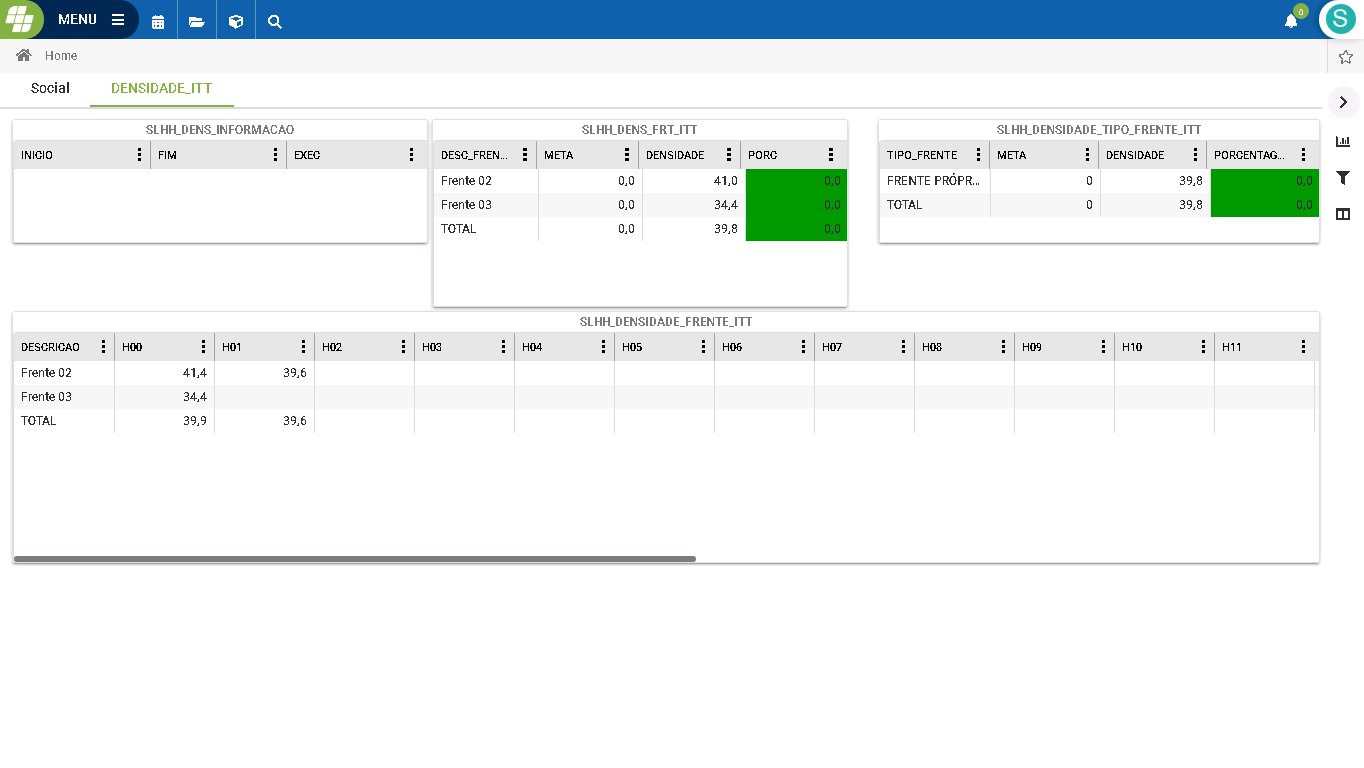 MENU
0
S
Home
Social DENSIDADE_ITT
SLHH_DENS_INFORMACAO
INICIO FIM EXEC
SLHH_DENS_FRT_ITT
DESC_FREN... META DENSIDADE PORC
Frente 02 0,0 41,0 0,0
Frente 03 0,0 34,4 0,0
TOTAL 0,0 39,8 0,0
SLHH_DENSIDADE_TIPO_FRENTE_ITT
TIPO_FRENTE META DENSIDADE PORCENTAG...
FRENTE PRÓPR... 0 39,8 0,0
TOTAL 0 39,8 0,0
SLHH_DENSIDADE_FRENTE_ITT
DESCRICAO H00 H01 H02 H03 H04 H05 H06 H07 H08 H09 H10 H11
Frente 02 41,4 39,6
Frente 03 34,4
TOTAL 39,9 39,6